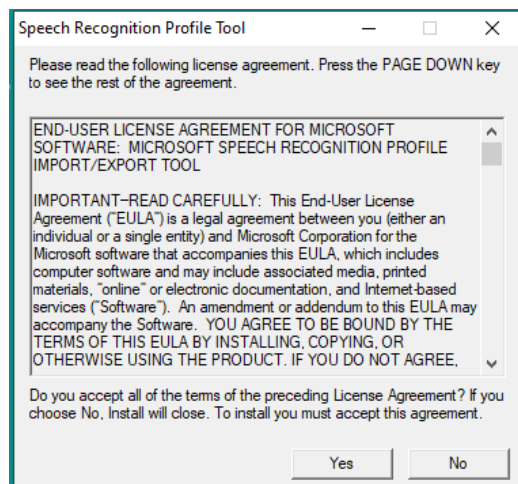 Speech Recognition Profile Tool
Please read the following license agreement. Press the PAGE DOWN key
to see the rest of the agreement.
END-USER LICENSE AGREEMENT FOR MICROSOFT
SOFTWARE:  MICROSOFT SPEECH RECOGNITION PROFILE
IMPORT/EXPORT TOOL
IMPORTANT–READ CAREFULLY:  This End-User License
Agreement (“EULA”) is a legal agreement between you (either an
individual or a single entity) and Microsoft Corporation for the
Microsoft software that accompanies this EULA, which includes
computer software and may include associated media, printed
materials, “online” or electronic documentation, and Internet-based
services (“Software”).  An amendment or addendum to this EULA may
accompany the Software.  YOU AGREE TO BE BOUND BY THE
TERMS OF THIS EULA BY INSTALLING, COPYING, OR
OTHERWISE USING THE PRODUCT. IF YOU DO NOT AGREE,
Do you accept all of the terms of the preceding License Agreement? If you
choose No, Install will close. To install you must accept this agreement.
Yes
No